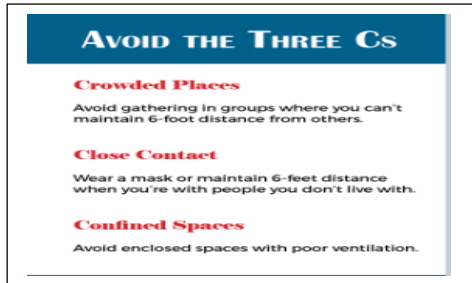 AVOID THE THREE CS
Crowded Places
Avoid gathering in groups where you can't
maintain 6-foot distance from others.
Close Contact
Wear a mask or maintain 6-feet distance
when you're with people you don't live with.
Confined Spaces
Avoid enclosed spaces with poor ventilation.